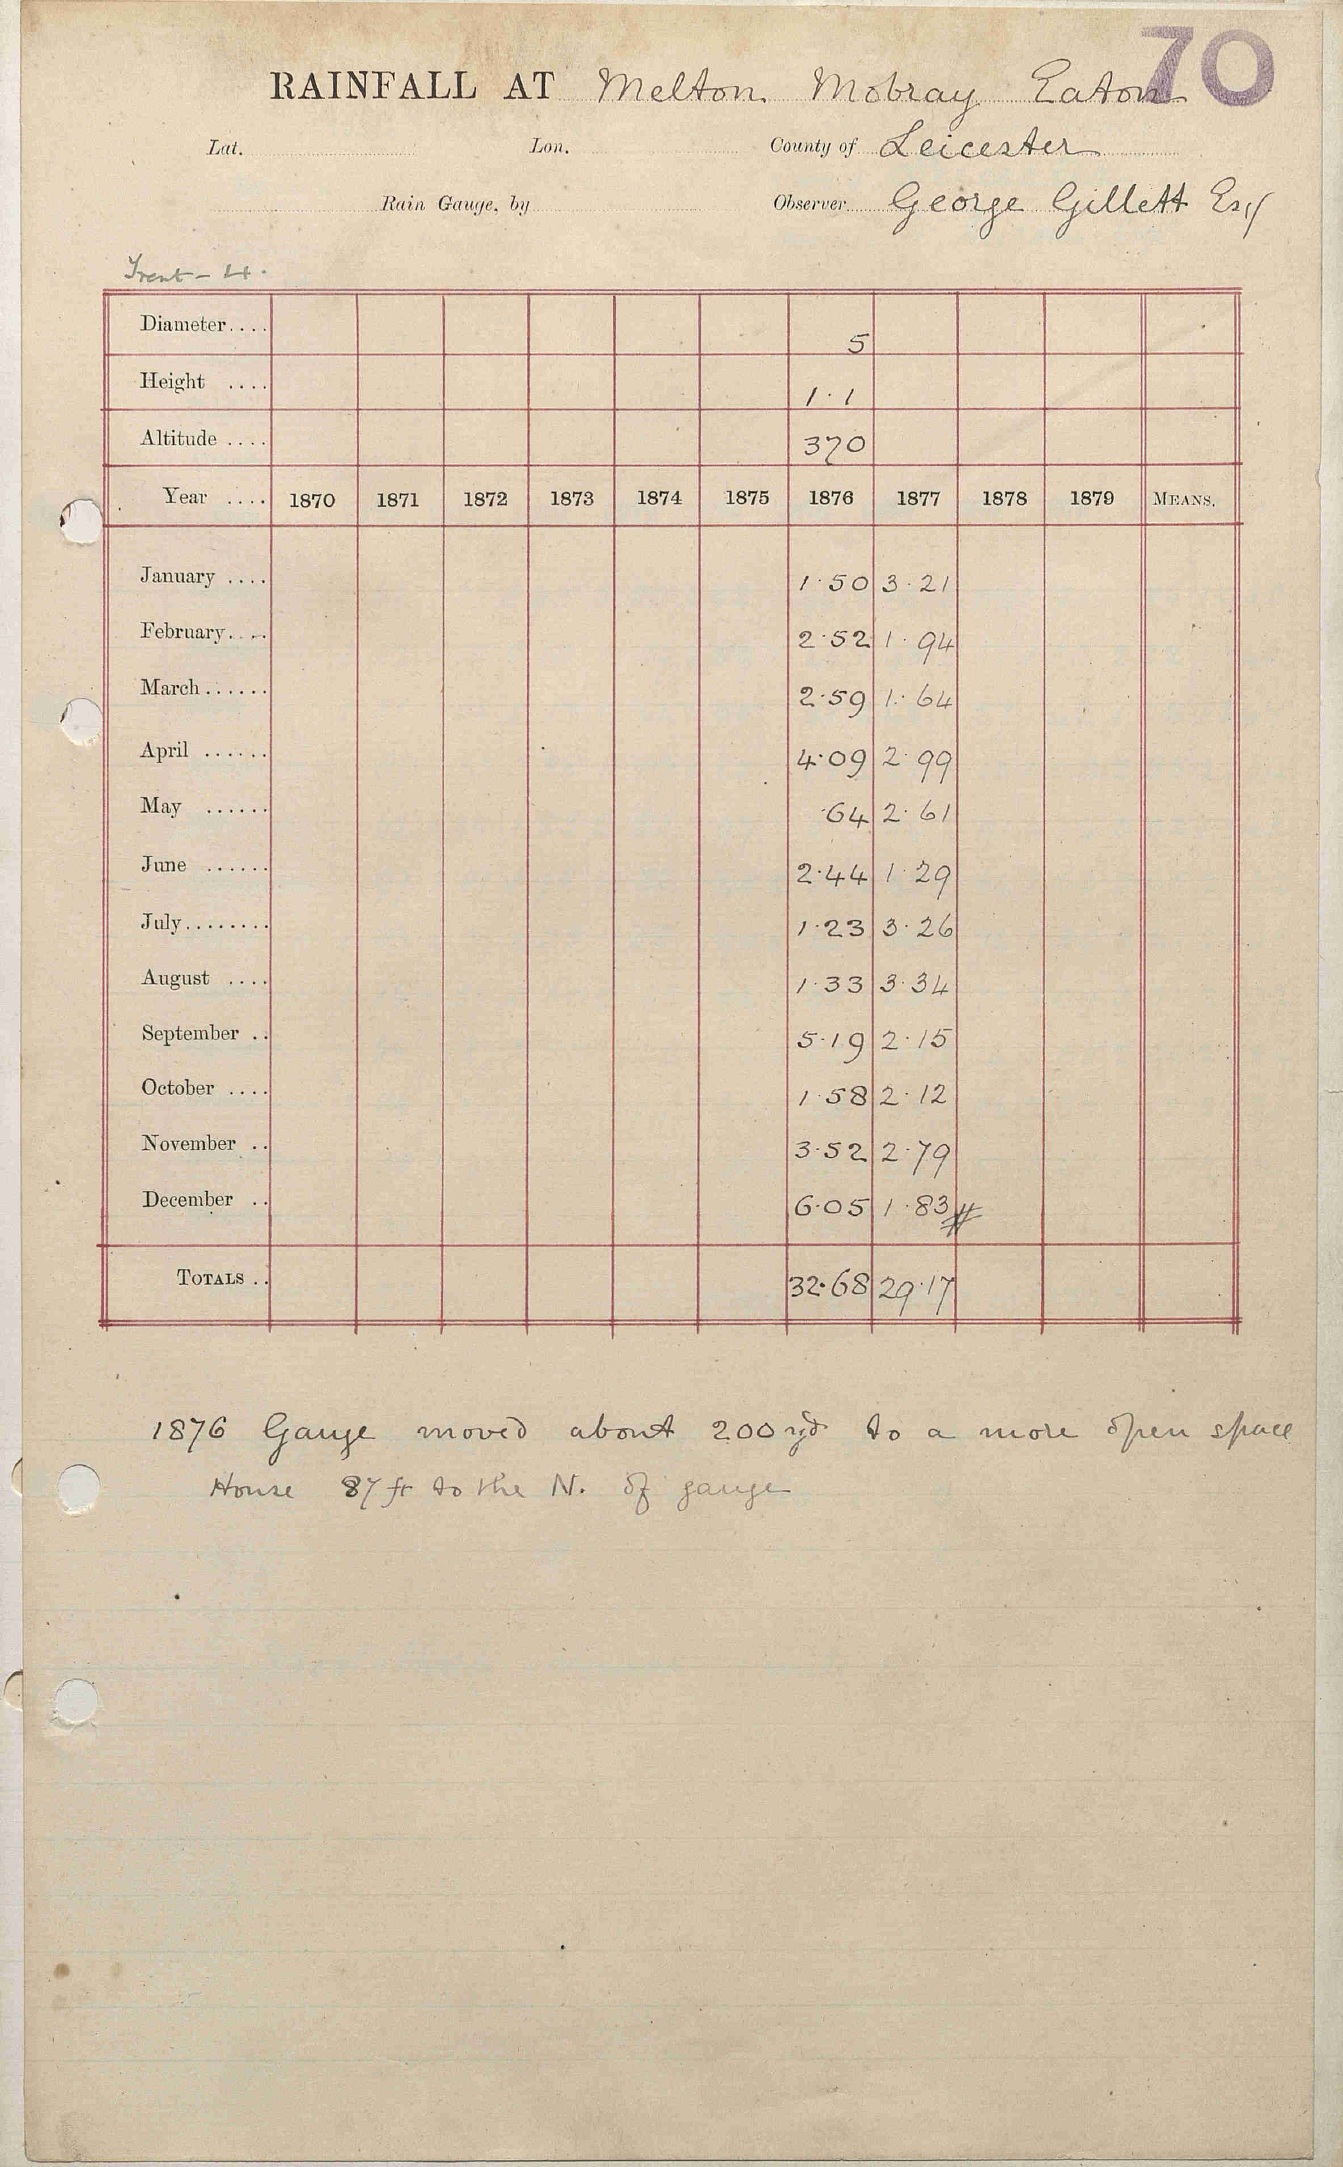 70
RAINFALL AT Melton Mobray Eaton
Lat. Lon. County of Leicester
Rain Gauge, by Observer George Gillett Esq
Trent - 4.
Diameter.... 5
Height .... 1.1
Altitude .... 370
Year .... 1870 1871 1872 1873 1874 1875 1876 1877 1878 1879 MEANS.
January .... 1.50 3.21
February.... 2.52 1.94
March...... 2.59 1.64
April ...... 4.09 2.99
May ...... .64 2.61
June ...... 2.44 1.29
July........ 1.23 3.26
August .... 1.33 3.34
September .. 5.19 2.15
October .... 1.58 2.12
November .. 3.52 2.79
December .. 6.05 1.83 #
TOTALS .. 32.68 29.17
1876 Gauge moved about 200 yd to a more open space
House 87 ft to the N. of gauge